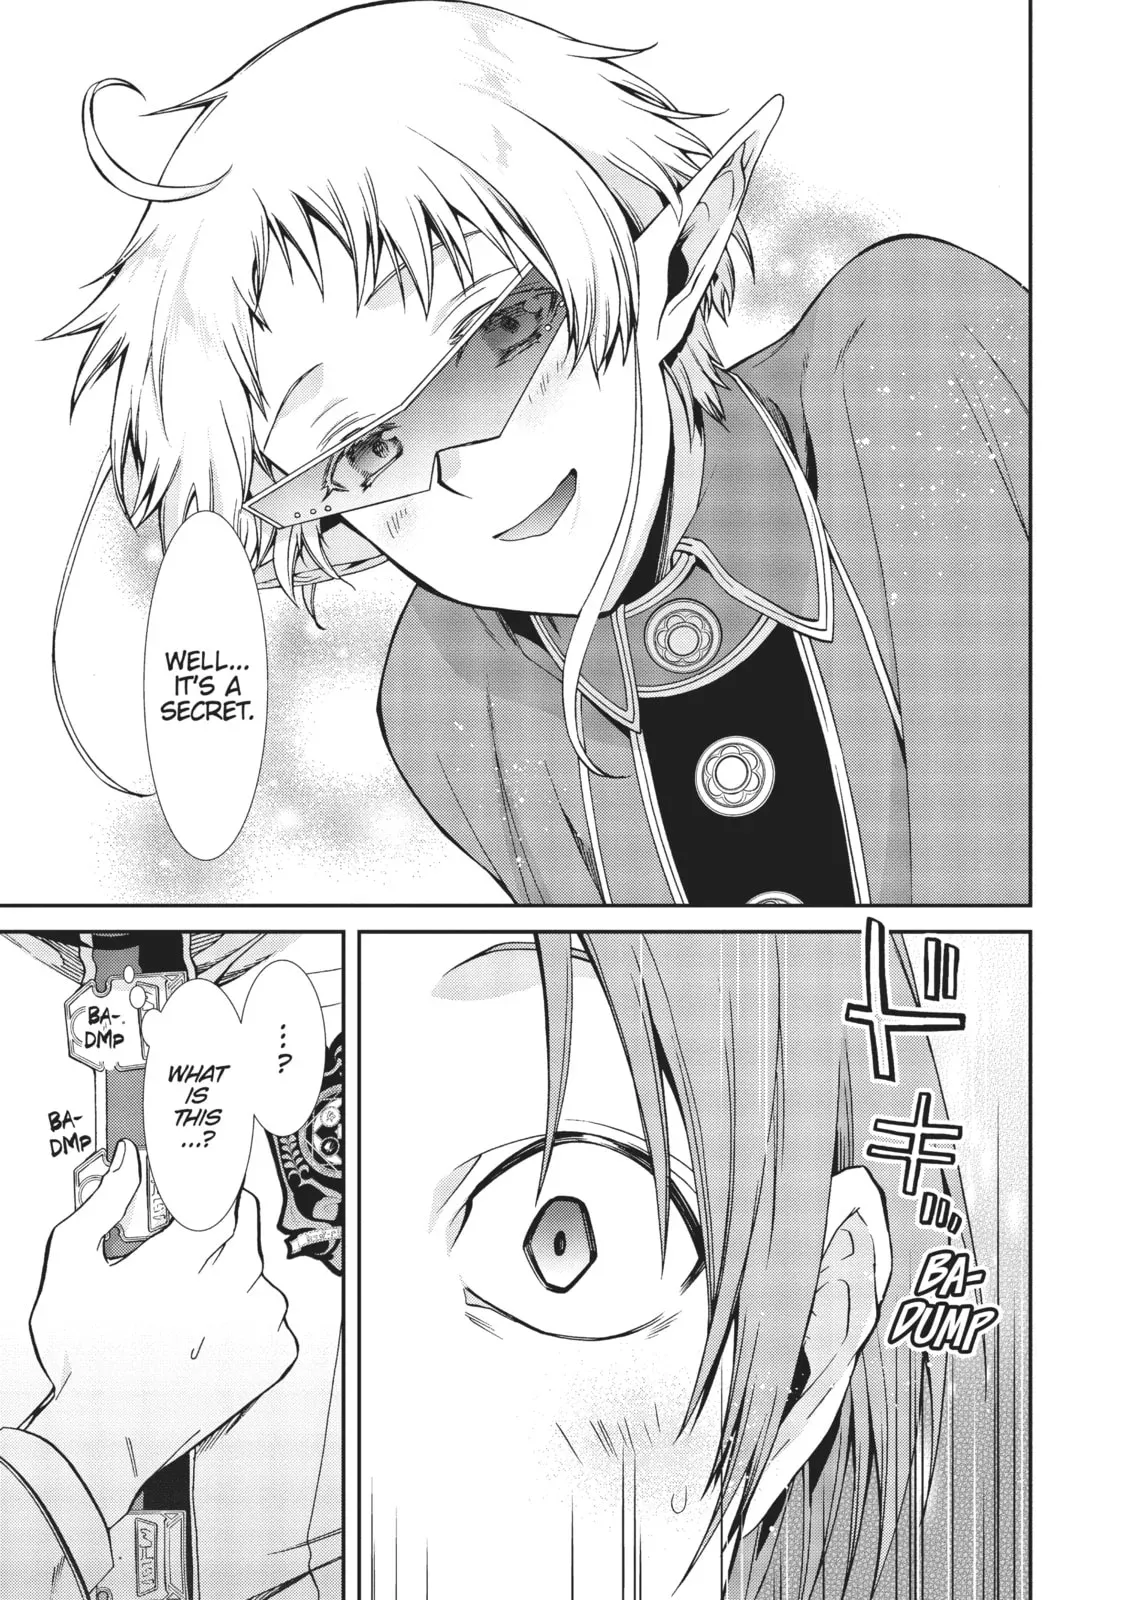 WELL...
IT'S A
SECRET.
ドキ...
BA-
DUMP
...?
WHAT
IS
THIS
...?
BA-
DMP
BA-
DMP